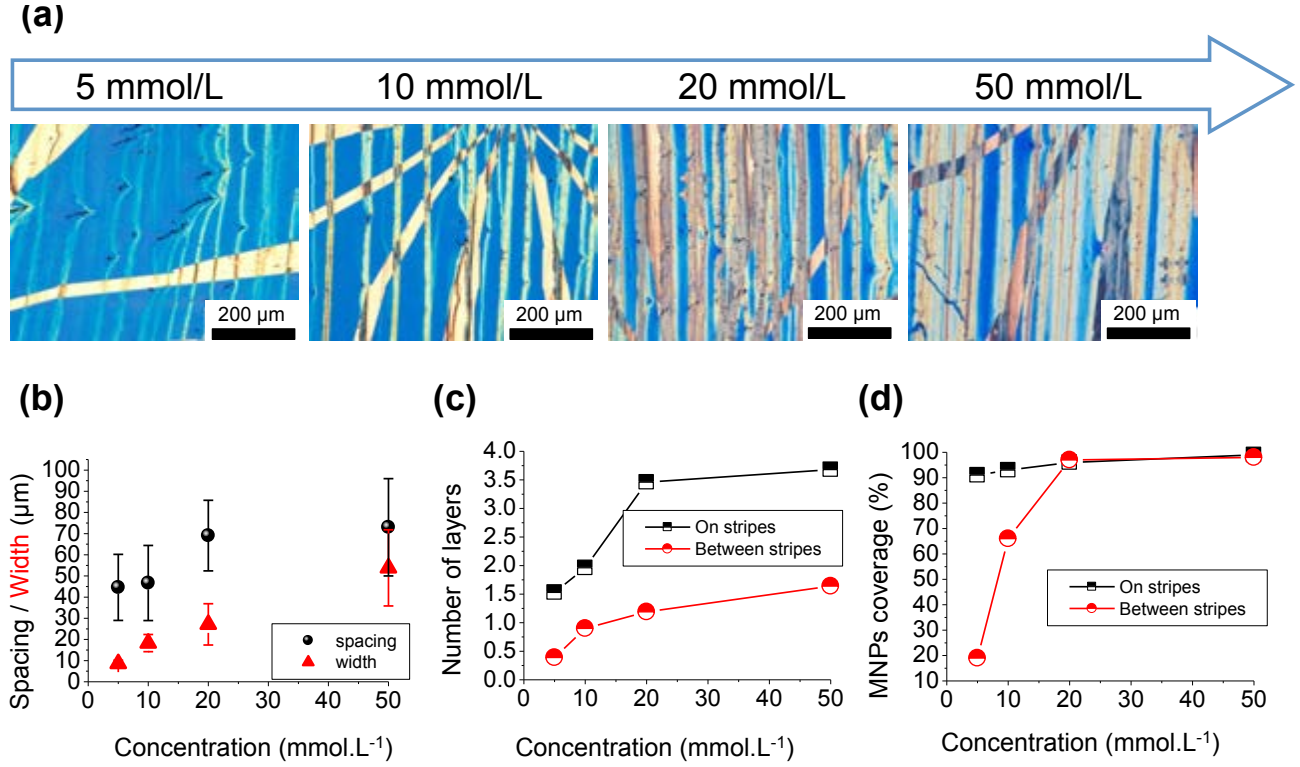 (a)
5 mmol/L 10 mmol/L 20 mmol/L 50 mmol/L
200 µm 200 µm 200 µm 200 µm
(b)
100
90
80
70
60
50
40
30
20
10
0
0 10 20 30 40 50
Spacing / Width (µm)
spacing
width
Concentration (mmol.L⁻¹)
(c)
4.0
3.5
3.0
2.5
2.0
1.5
1.0
0.5
0.0
0 10 20 30 40 50
Number of layers
On stripes
Between stripes
Concentration (mmol.L⁻¹)
(d)
100
90
80
70
60
50
40
30
20
10
0 10 20 30 40 50
MNPs coverage (%)
On stripes
Between stripes
Concentration (mmol.L⁻¹)